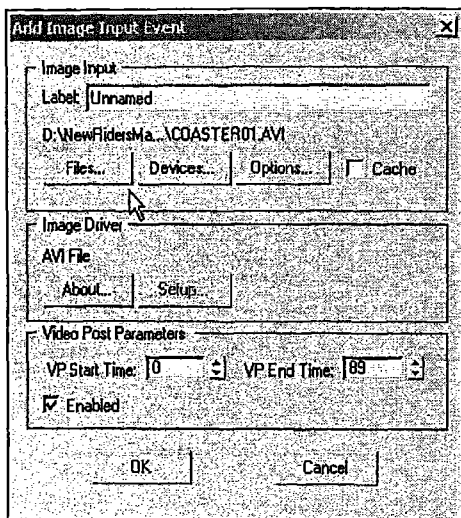 Add Image Input Event
Image Input
Label: Unnamed
D:\NewRidersMa...\COASTER01.AVI
Files... Devices... Options... Cache
Image Driver
AVI File
About... Setup...
Video Post Parameters
VP Start Time: 0 VP End Time: 89
Enabled
OK Cancel